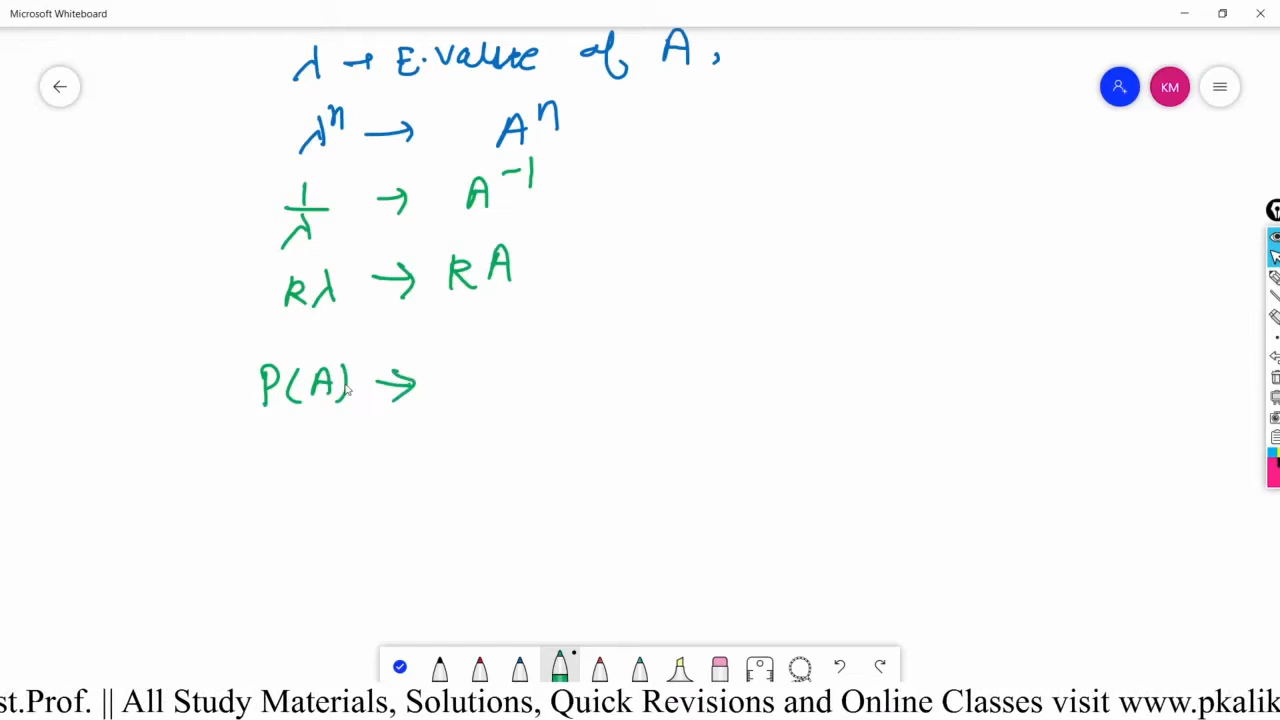 Microsoft Whiteboard
λ → E.value of A,
KM
λⁿ → Aⁿ
1/λ → A⁻¹
Kλ → KA
P(A) →
st.Prof. || All Study Materials, Solutions, Quick Revisions and Online Classes visit www.pkalik